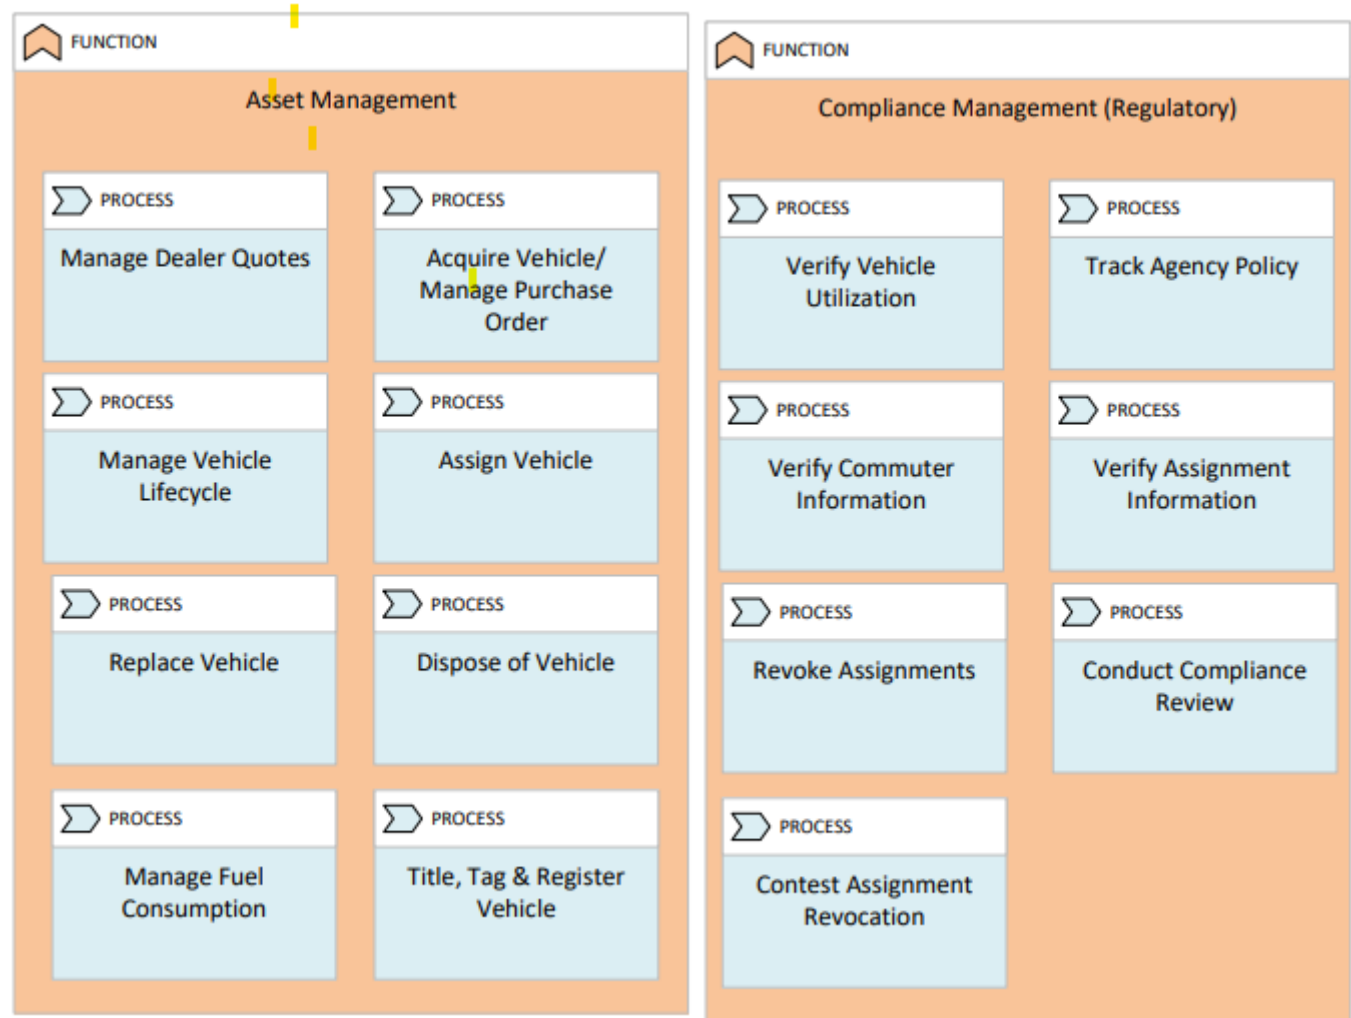 FUNCTION
Asset Management
PROCESS
Manage Dealer Quotes
PROCESS
Acquire Vehicle/
Manage Purchase
Order
PROCESS
Manage Vehicle
Lifecycle
PROCESS
Assign Vehicle
PROCESS
Replace Vehicle
PROCESS
Dispose of Vehicle
PROCESS
Manage Fuel
Consumption
PROCESS
Title, Tag & Register
Vehicle
FUNCTION
Compliance Management (Regulatory)
PROCESS
Verify Vehicle
Utilization
PROCESS
Track Agency Policy
PROCESS
Verify Commuter
Information
PROCESS
Verify Assignment
Information
PROCESS
Revoke Assignments
PROCESS
Conduct Compliance
Review
PROCESS
Contest Assignment
Revocation